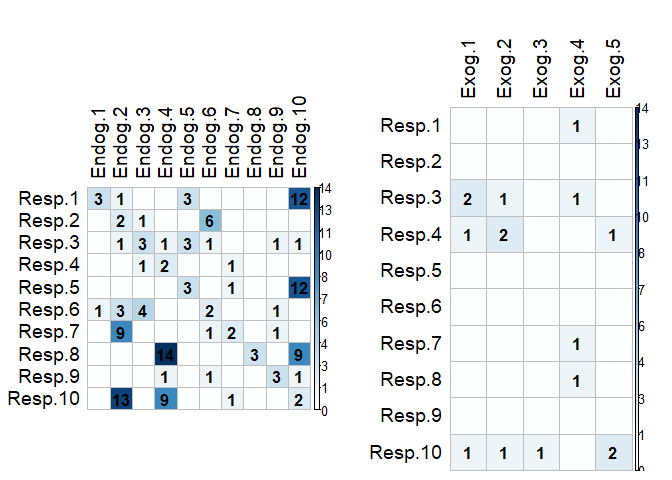 Endog.1 Endog.2 Endog.3 Endog.4 Endog.5 Endog.6 Endog.7 Endog.8 Endog.9 Endog.10
Resp.1 3 1 3 12
Resp.2 2 1 6
Resp.3 1 3 1 3 1 1 1
Resp.4 1 2 1
Resp.5 3 1 12
Resp.6 1 3 4 2 1
Resp.7 9 1 2 1
Resp.8 14 3 9
Resp.9 1 1 3 1
Resp.10 13 9 1 2
14
13
11
10
8
7
6
4
3
1
0
Exog.1 Exog.2 Exog.3 Exog.4 Exog.5
Resp.1 1
Resp.2
Resp.3 2 1 1
Resp.4 1 2 1
Resp.5
Resp.6
Resp.7 1
Resp.8 1
Resp.9
Resp.10 1 1 1 2
14
13
11
10
8
7
6
4
3
1
0